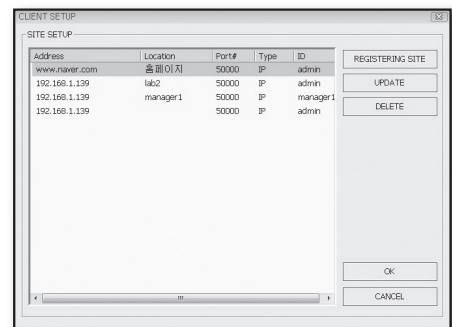 CLIENT SETUP
SITE SETUP
Address Location Port# Type ID
www.naver.com 홈페이지 50000 IP admin
192.168.1.139 lab2 50000 IP admin
192.168.1.139 manager1 50000 IP manager1
192.168.1.139 50000 IP admin
REGISTERING SITE
UPDATE
DELETE
OK
CANCEL